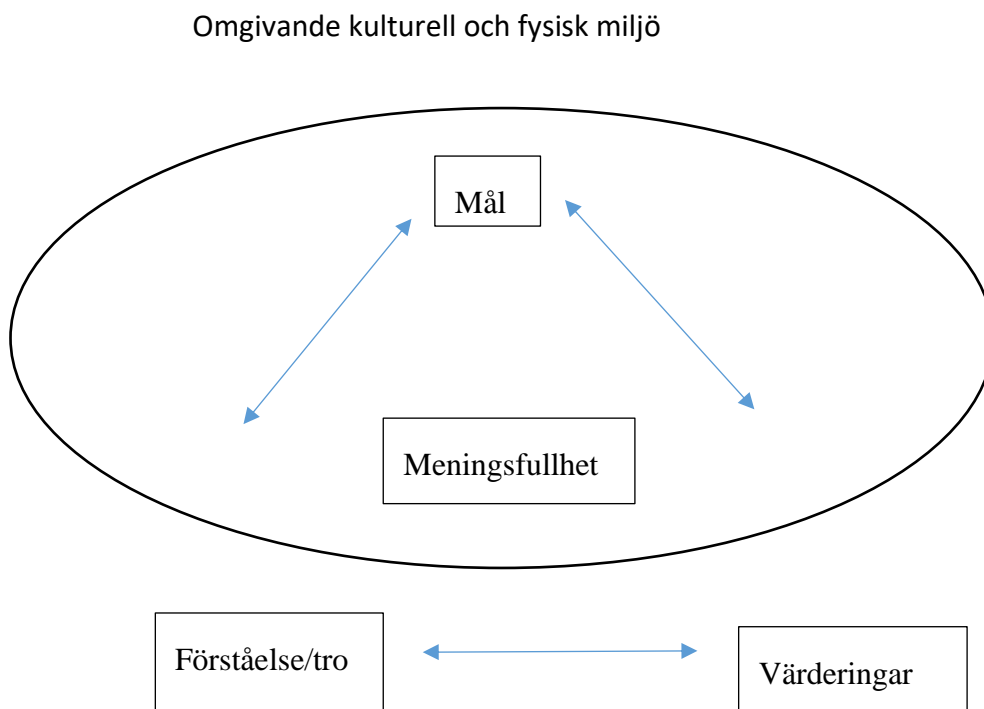 Omgivande kulturell och fysisk miljö
Mål
Meningsfullhet
Förståelse/tro
Värderingar